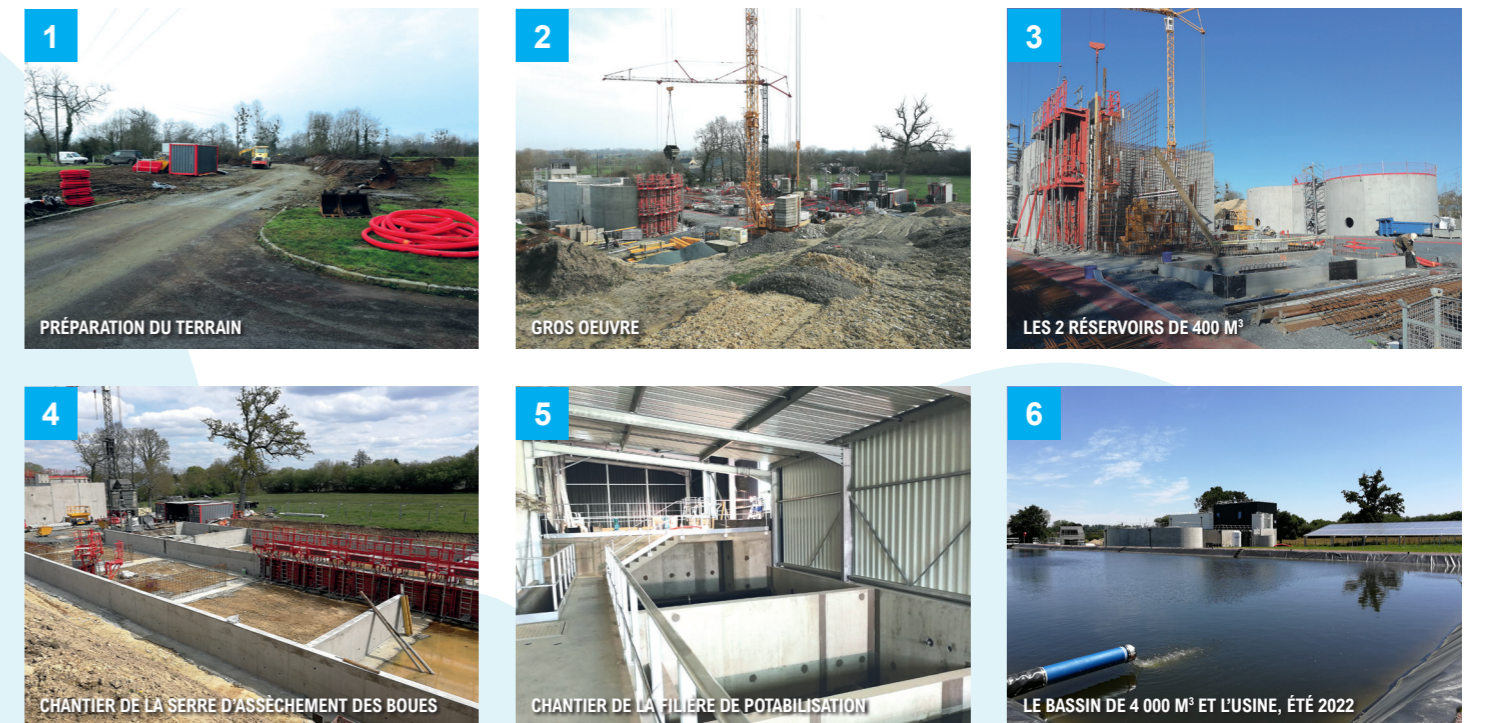 1
PRÉPARATION DU TERRAIN
2
GROS OEUVRE
3
LES 2 RÉSERVOIRS DE 400 M³
4
CHANTIER DE LA SERRE D'ASSÈCHEMENT DES BOUES
5
CHANTIER DE LA FILIÈRE DE POTABILISATION
6
LE BASSIN DE 4 000 M³ ET L'USINE, ÉTÉ 2022